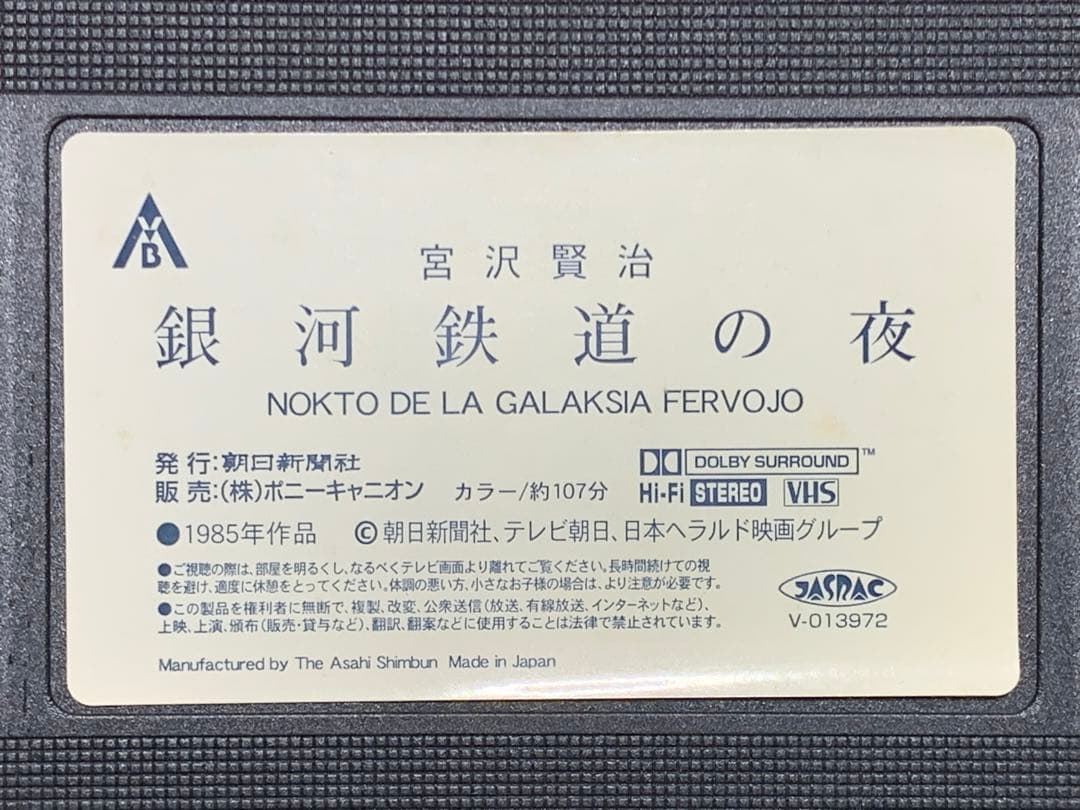 VB
宮沢賢治
銀河鉄道の夜
NOKTO DE LA GALAKSIA FERVOJO
発行:朝日新聞社
販売:(株)ポニーキャニオン カラー/約107分
DOLBY SURROUND™
Hi-Fi STEREO VHS
●1985年作品 ©朝日新聞社、テレビ朝日、日本ヘラルド映画グループ
●ご視聴の際は、部屋を明るくし、なるべくテレビ画面より離れてご覧ください。長時間続けての視
聴を避け、適度に休憩をとってください。体調の悪い方、小さなお子様の場合は、より注意が必要です。
●この製品を権利者に無断で、複製、改変、公衆送信(放送、有線放送、インターネットなど)、
上映、上演、頒布(販売・貸与など)、翻訳、翻案などに使用することは法律で禁止されています。
JASRAC
V-013972
Manufactured by The Asahi Shimbun Made in Japan